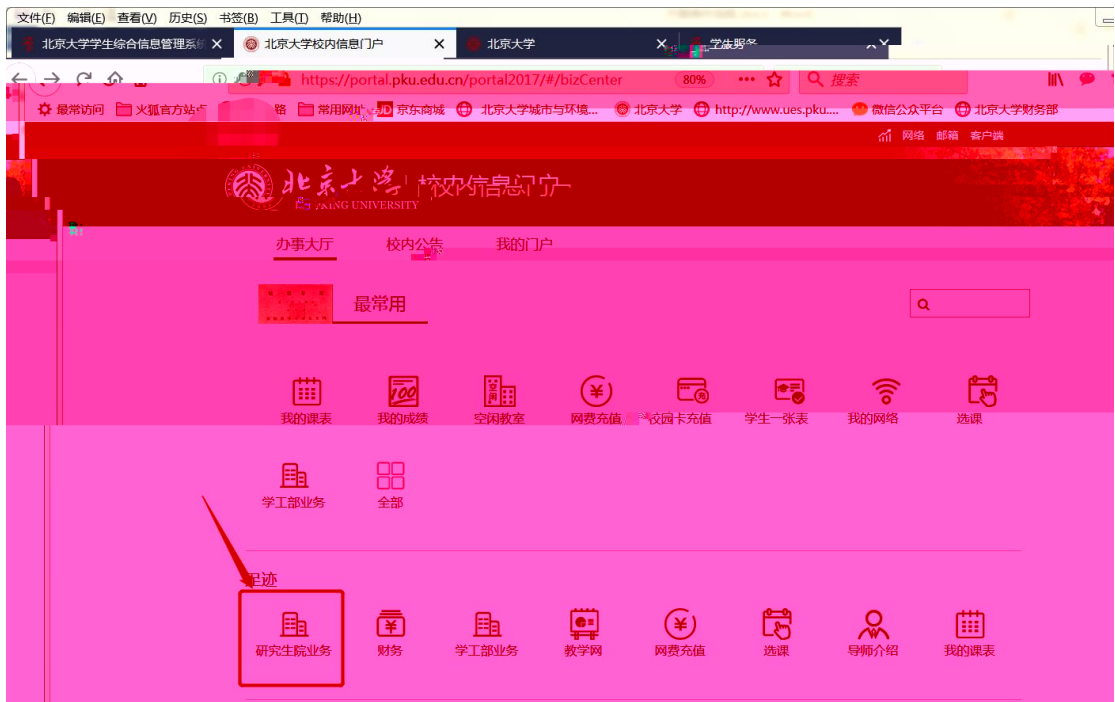 文件(F) 编辑(E) 查看(V) 历史(S) 书签(B) 工具(T) 帮助(H)
北京大学学生综合信息管理系统 北京大学校内信息门户 北京大学
https://portal.pku.edu.cn/portal2017/#/bizCenter 80% 搜索
最常访问 火狐官方站点 常用网址 JD 京东商城 北京大学城市与环境... 北京大学 http://www.ues.pku.... 微信公众平台 北京大学财务部
网络 邮箱 客户端
北京大学 校内信息门户
UNIVERSITY
办事大厅 校内公告 我的门户
最常用
我的课表 我的成绩 空闲教室 网费充值 校园卡充值 学生一张表 我的网络 选课
学工部业务 全部
足迹
研究生院业务 财务 学工部业务 教学网 网费充值 选课 导师介绍 我的课表